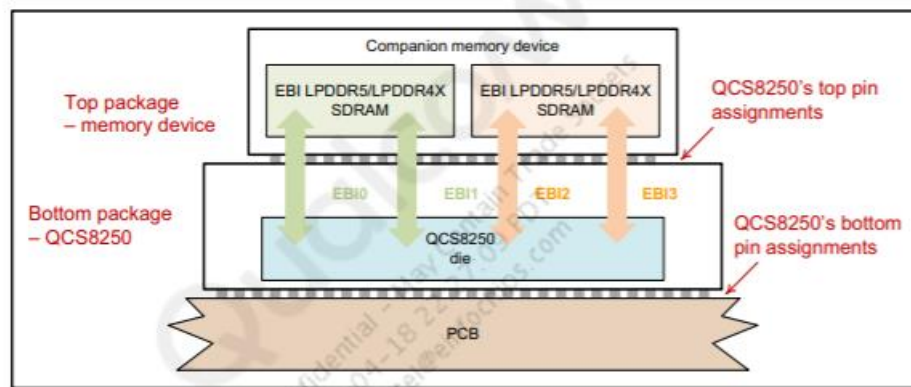 Companion memory device
EBI LPDDR5/LPDDR4X
SDRAM
EBI LPDDR5/LPDDR4X
SDRAM
Top package
– memory device
QCS8250's top pin
assignments
EBI0
EBI1
EBI2
EBI3
Bottom package
– QCS8250
QCS8250
die
QCS8250's bottom
pin assignments
PCB